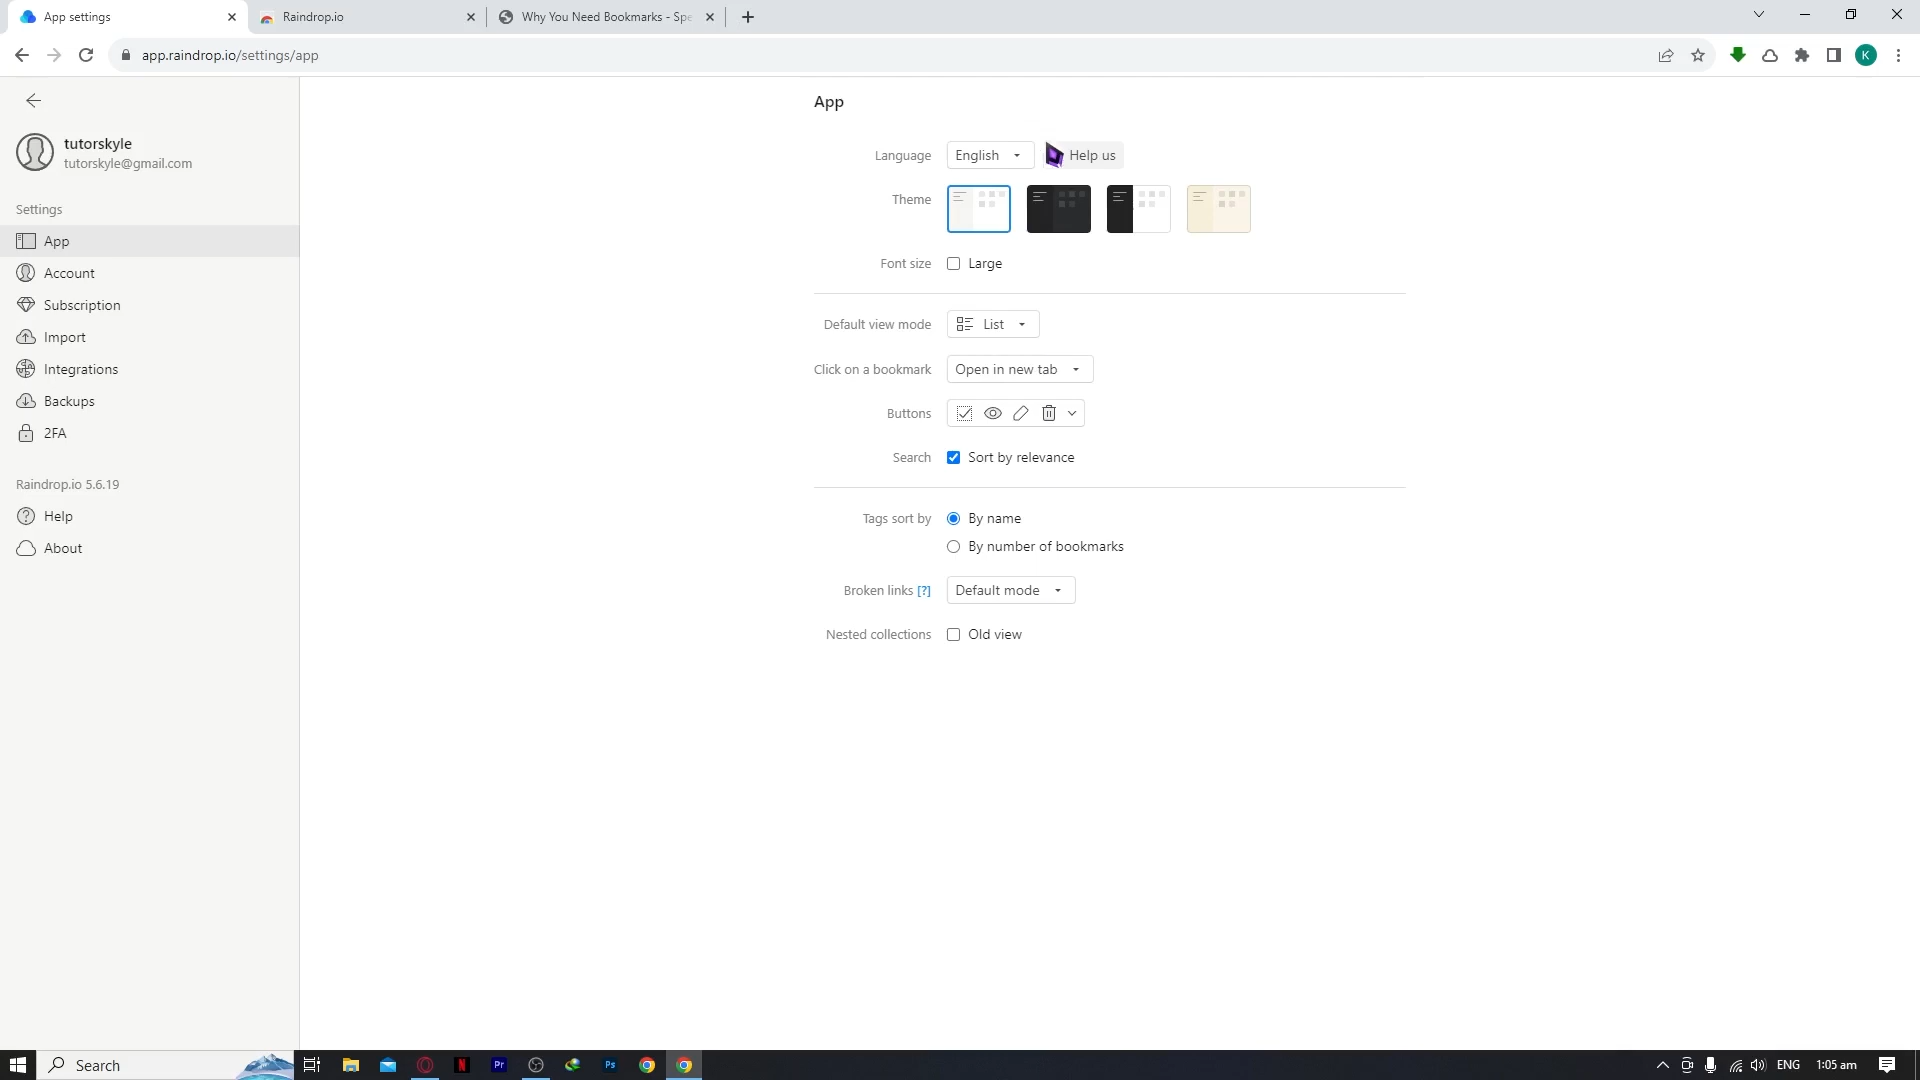 App settings
Raindrop.io
Why You Need Bookmarks - Spe
app.raindrop.io/settings/app
K
tutorskyle
tutorskyle@gmail.com
Settings
App
Account
Subscription
Import
Integrations
Backups
2FA
Raindrop.io 5.6.19
Help
About
App
Language English Help us
Theme
Font size Large
Default view mode List
Click on a bookmark Open in new tab
Buttons
Search Sort by relevance
Tags sort by By name
By number of bookmarks
Broken links [?] Default mode
Nested collections Old view
Search
N
Pr
Ps
ENG
1:05 am